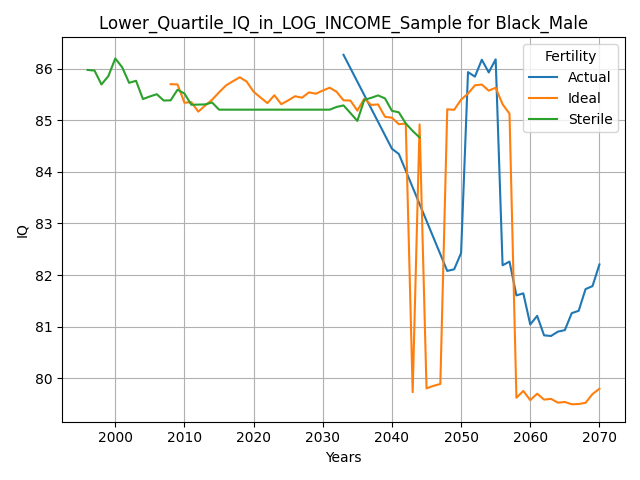 Lower_Quartile_IQ_in_LOG_INCOME_Sample for Black_Male
Fertility
Actual
Ideal
Sterile
IQ
86
85
84
83
82
81
80
2000
2010
2020
2030
2040
2050
2060
2070
Years